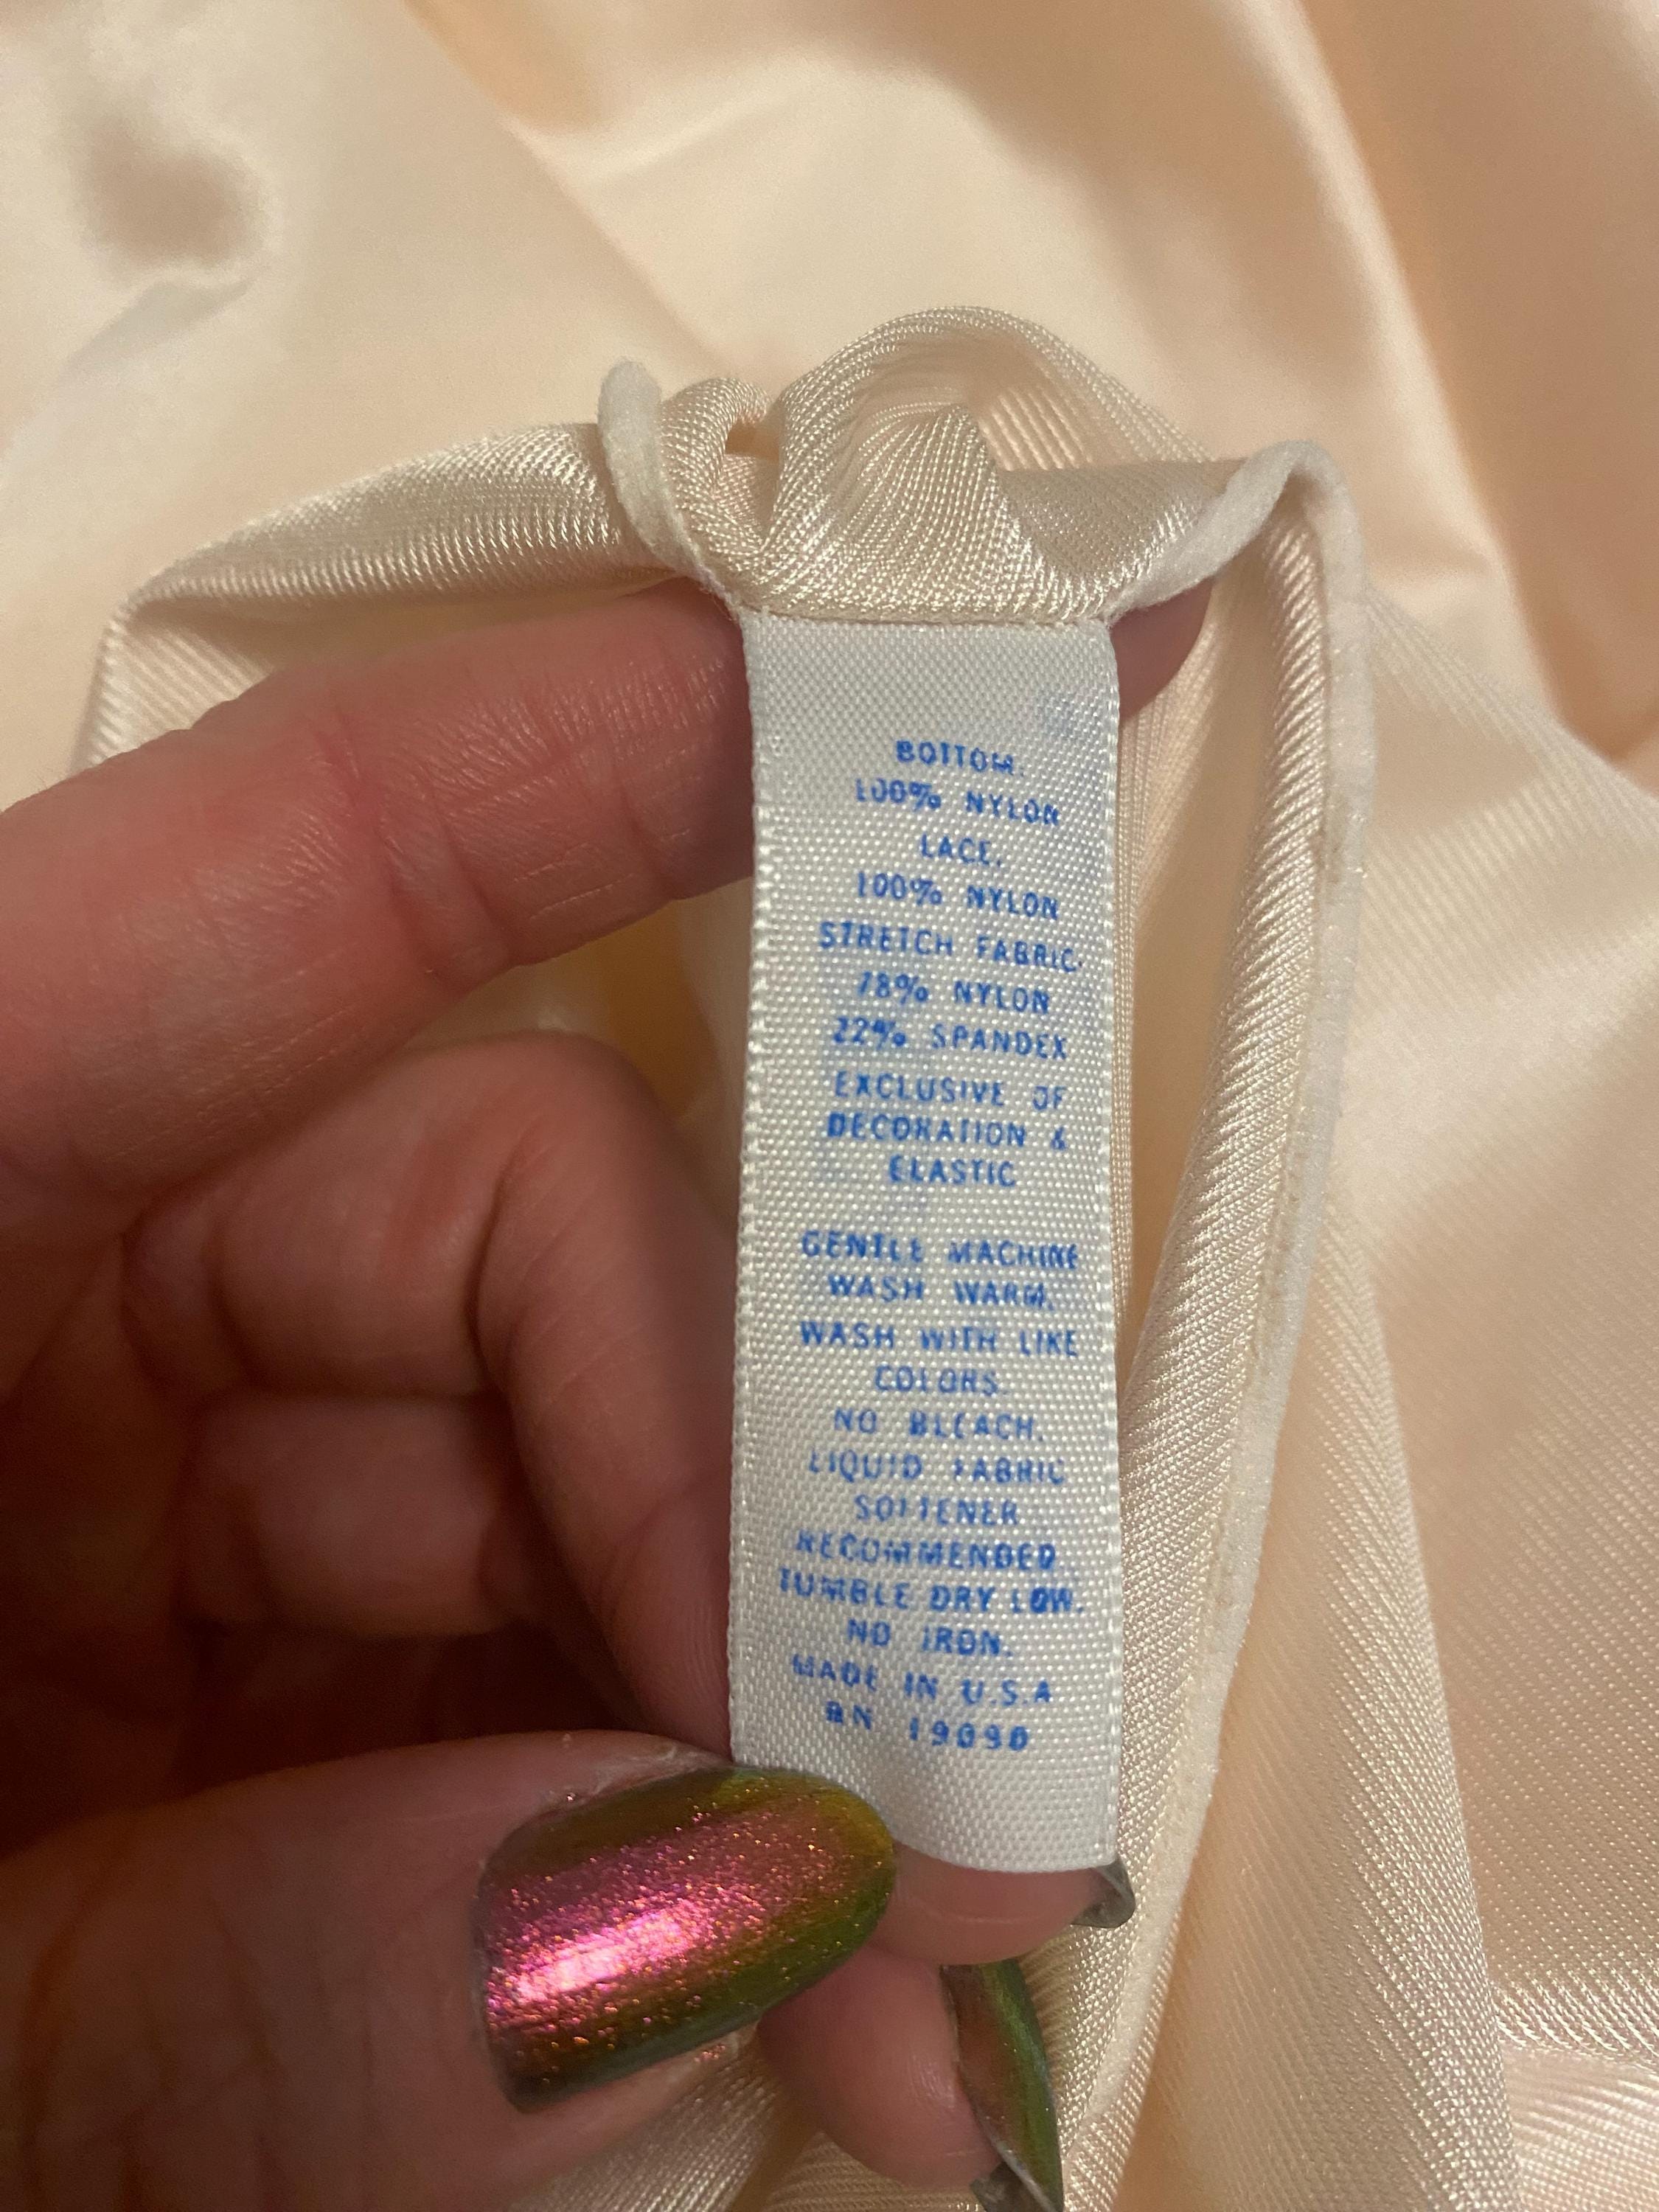 BOTTOM.
100% NYLON
LACE.
100% NYLON
STRETCH FABRIC.
78% NYLON
22% SPANDEX
EXCLUSIVE OF
DECORATION &
ELASTIC
GENTLE MACHINE
WASH WARM.
WASH WITH LIKE
COLORS.
NO BLEACH.
LIQUID FABRIC
SOFTENER
RECOMMENDED
TUMBLE DRY LOW.
NO IRON.
MADE IN U.S.A
RN 19090